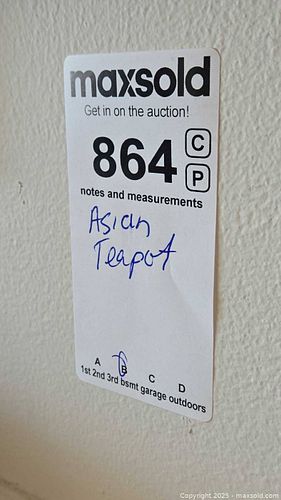 maxsold
Get in on the auction!
864 C
P
notes and measurements
Asian
Teapot
A B C D
1st 2nd 3rd bsmt garage outdoors
Copyright © 2025 - maxsold.com